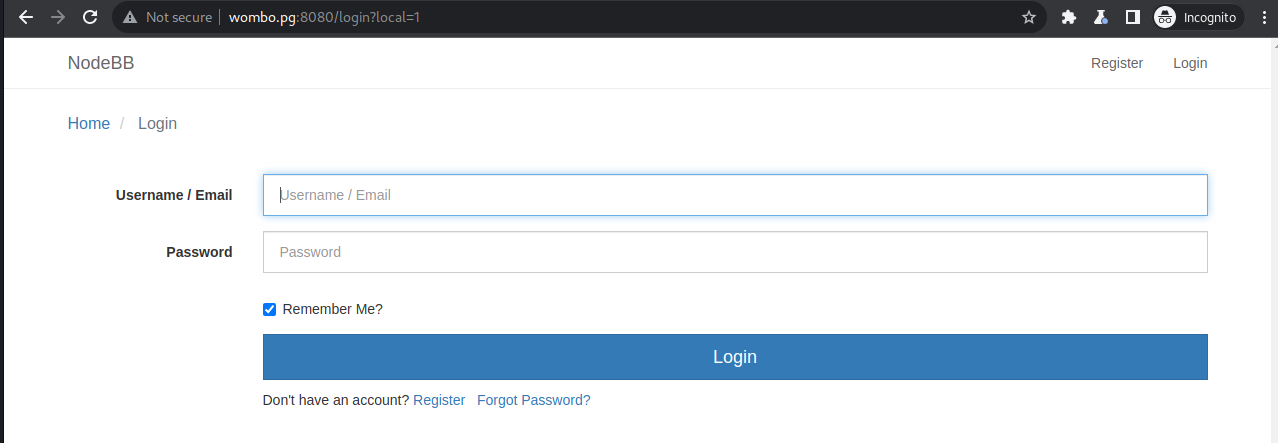 Not secure wombo.pg:8080/login?local=1 Incognito
NodeBB Register Login
Home / Login
Username / Email Username / Email
Password Password
Remember Me?
Login
Don't have an account? Register Forgot Password?